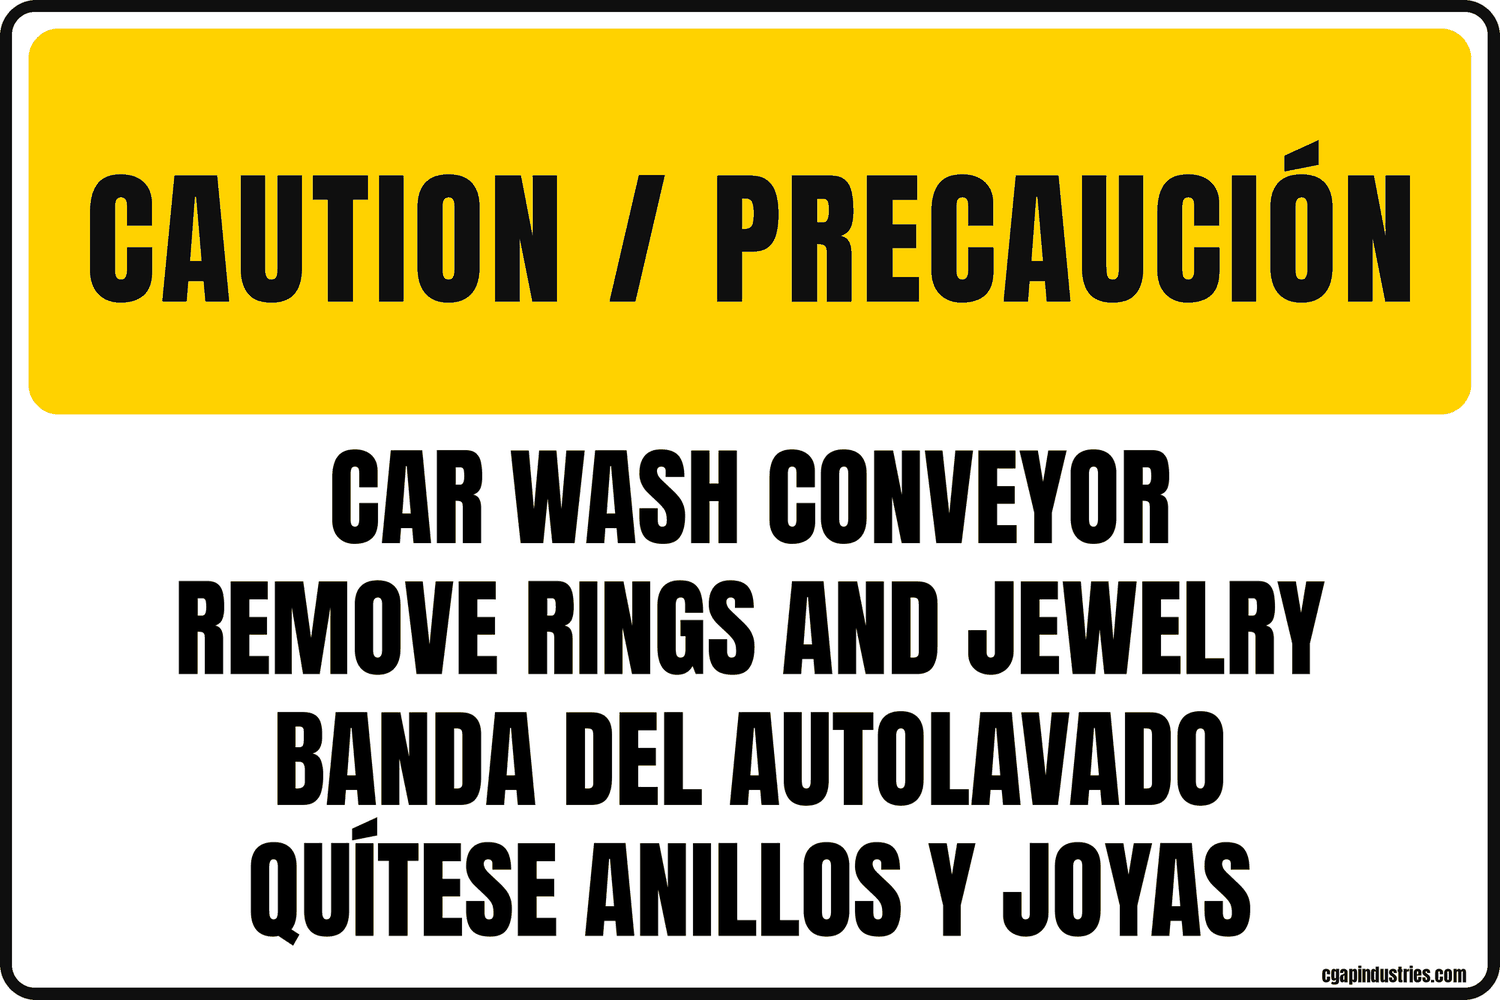 CAUTION / PRECAUCIÓN
CAR WASH CONVEYOR
REMOVE RINGS AND JEWELRY
BANDA DEL AUTOLAVADO
QUÍTESE ANILLOS Y JOYAS
cgapindustries.com